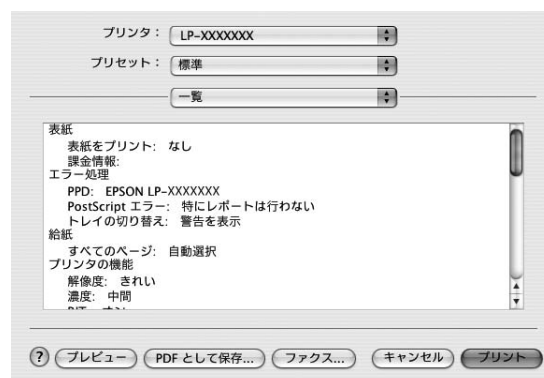 プリンタ： LP-XXXXXXX
プリセット： 標準
一覧
表紙
表紙をプリント: なし
課金情報:
エラー処理
PPD: EPSON LP-XXXXXXX
PostScript エラー: 特にレポートは行わない
トレイの切り替え: 警告を表示
給紙
すべてのページ: 自動選択
プリンタの機能
解像度: きれい
濃度: 中間
? プレビュー PDF として保存... ファクス... キャンセル プリント